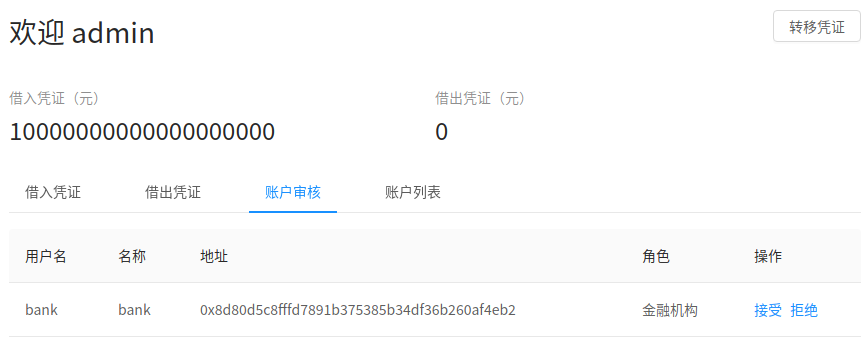 欢迎 admin
转移凭证
借入凭证（元）
借出凭证（元）
10000000000000000000
0
借入凭证 借出凭证 账户审核 账户列表
用户名 名称 地址 角色 操作
bank bank 0x8d80d5c8fffd7891b375385b34df36b260af4eb2 金融机构 接受 拒绝